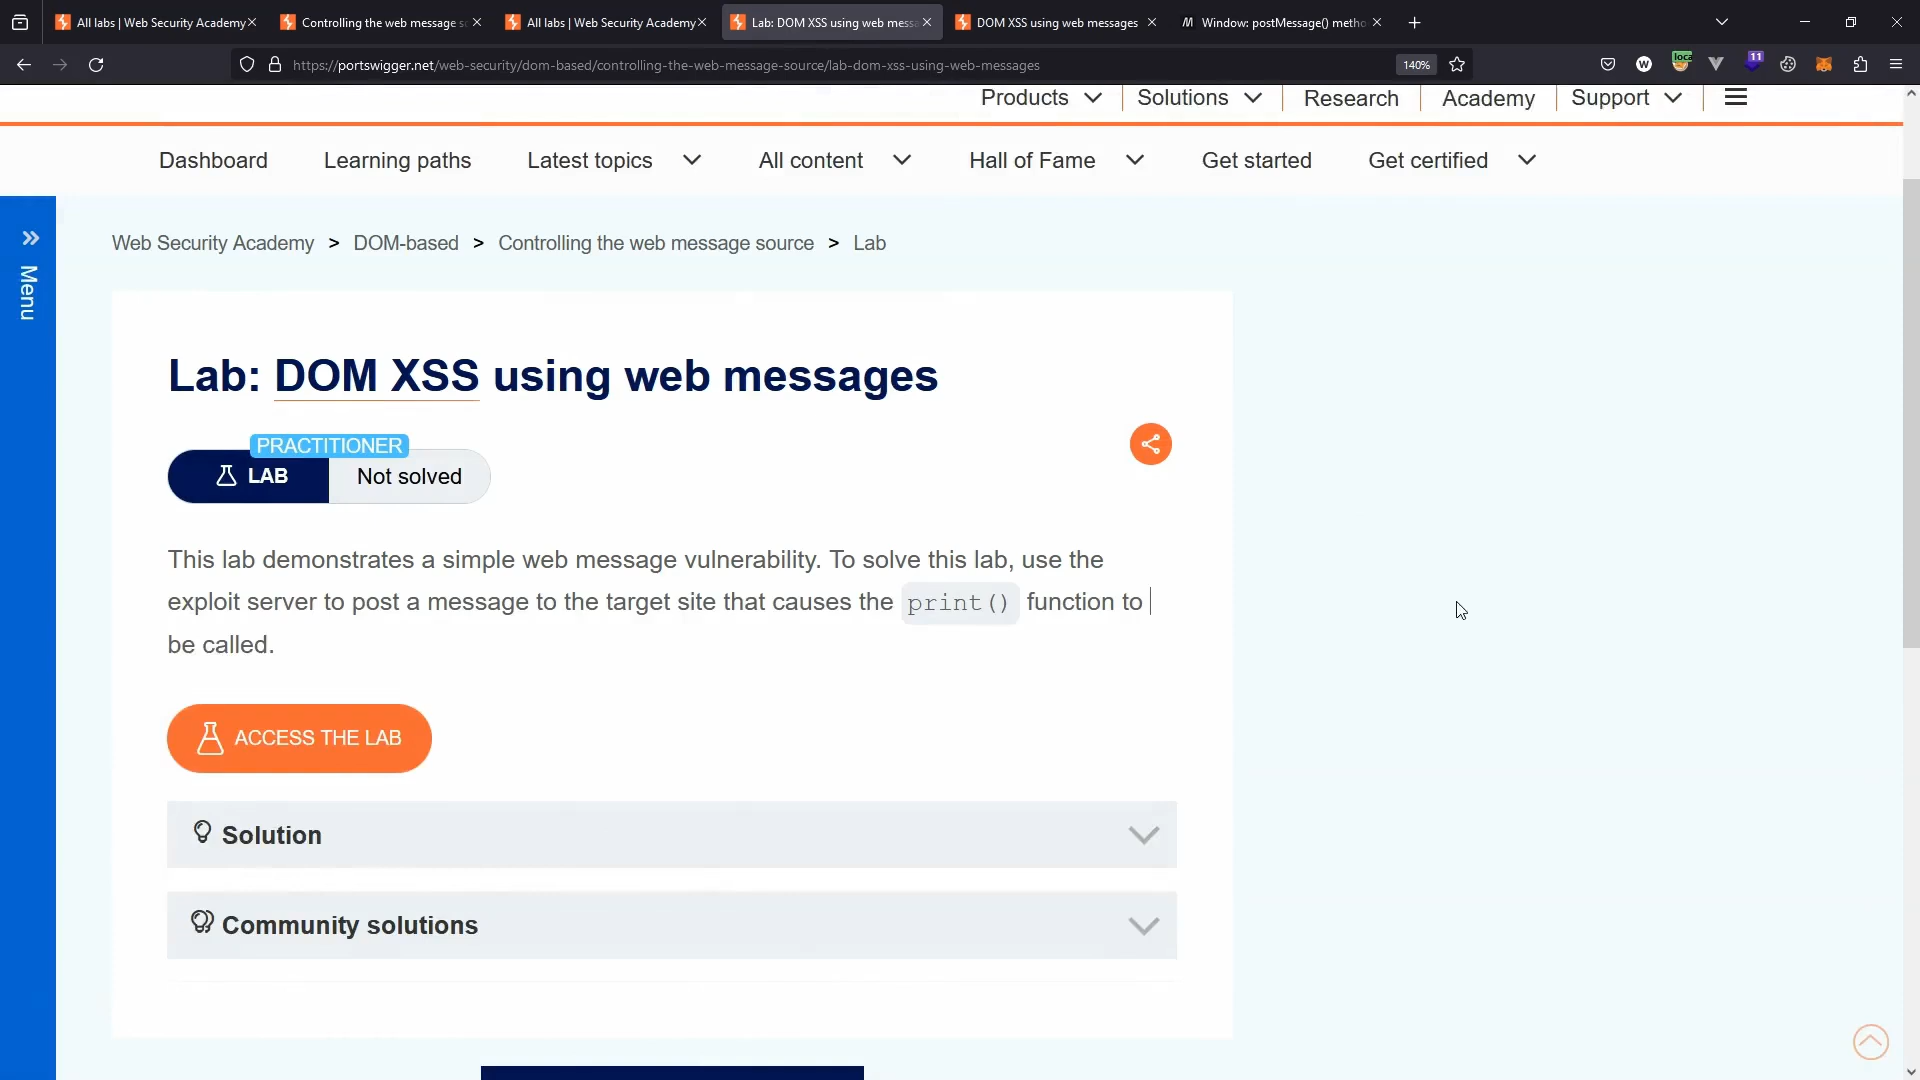 All labs | Web Security Academy
Controlling the web message s
All labs | Web Security Academy
Lab: DOM XSS using web mess
DOM XSS using web messages
Window: postMessage() metho
https://portswigger.net/web-security/dom-based/controlling-the-web-message-source/lab-dom-xss-using-web-messages
140%
loca
11
Products
Solutions
Research
Academy
Support
Dashboard
Learning paths
Latest topics
All content
Hall of Fame
Get started
Get certified
Menu
Web Security Academy > DOM-based > Controlling the web message source > Lab
Lab: DOM XSS using web messages
PRACTITIONER
LAB
Not solved
This lab demonstrates a simple web message vulnerability. To solve this lab, use the
exploit server to post a message to the target site that causes the print() function to
be called.
ACCESS THE LAB
Solution
Community solutions